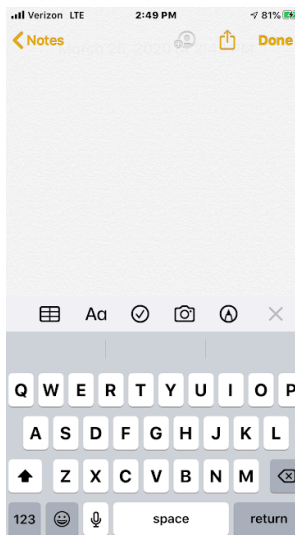 Verizon LTE 2:49 PM 81%
Notes Done
Aa
Q W E R T Y U I O P
A S D F G H J K L
Z X C V B N M
123 space return